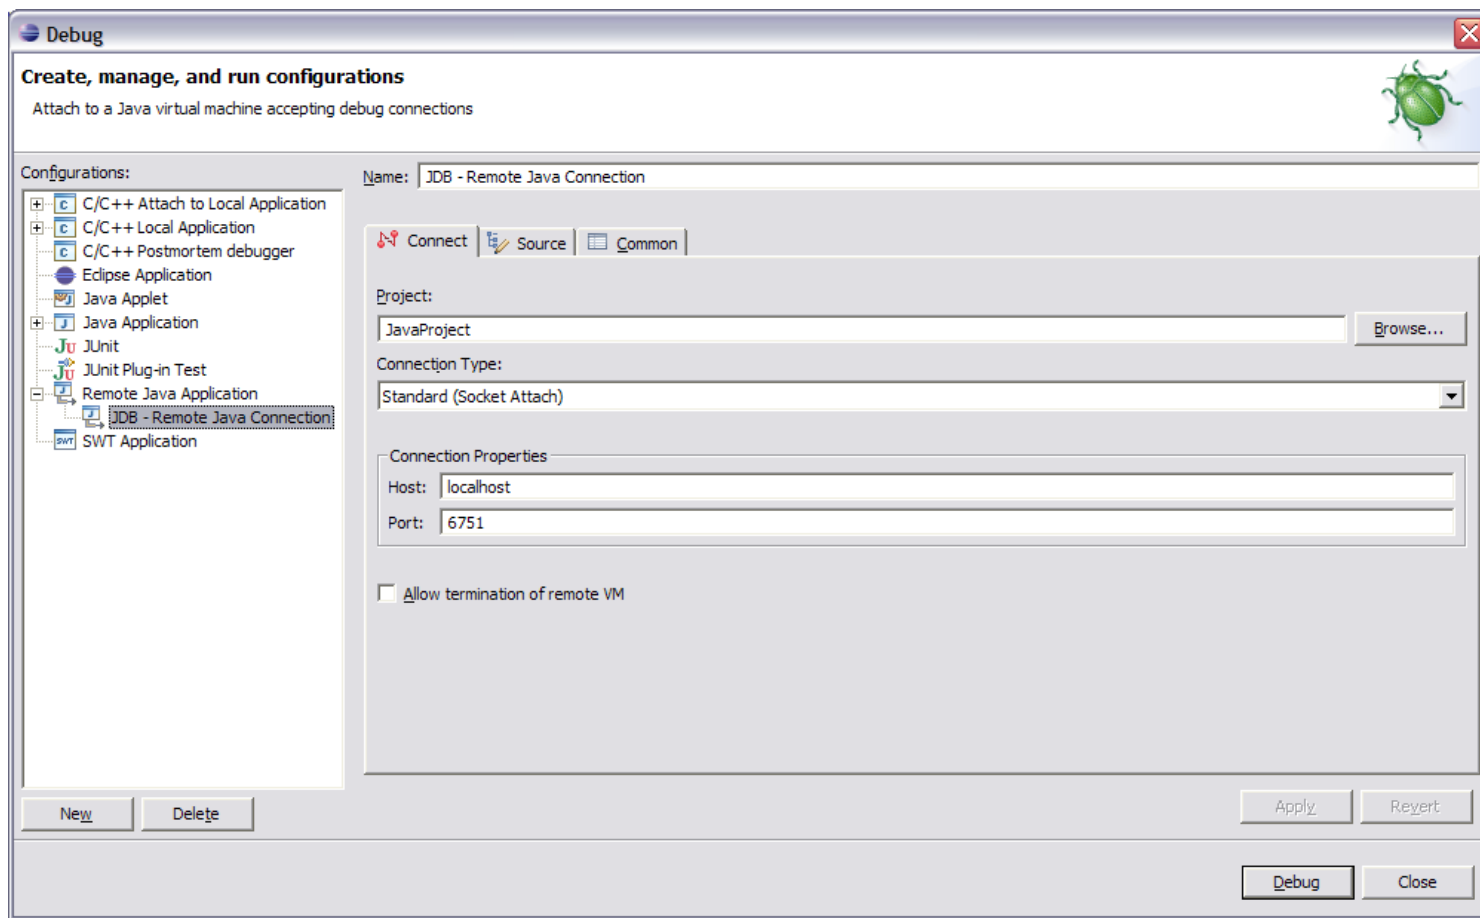 Debug
Create, manage, and run configurations
Attach to a Java virtual machine accepting debug connections
Configurations:
C/C++ Attach to Local Application
C/C++ Local Application
C/C++ Postmortem debugger
Eclipse Application
Java Applet
Java Application
JUnit
JUnit Plug-in Test
Remote Java Application
JDB - Remote Java Connection
SWT Application
New
Delete
Name: JDB - Remote Java Connection
Connect Source Common
Project:
JavaProject
Browse...
Connection Type:
Standard (Socket Attach)
Connection Properties
Host: localhost
Port: 6751
Allow termination of remote VM
Apply Revert
Debug Close